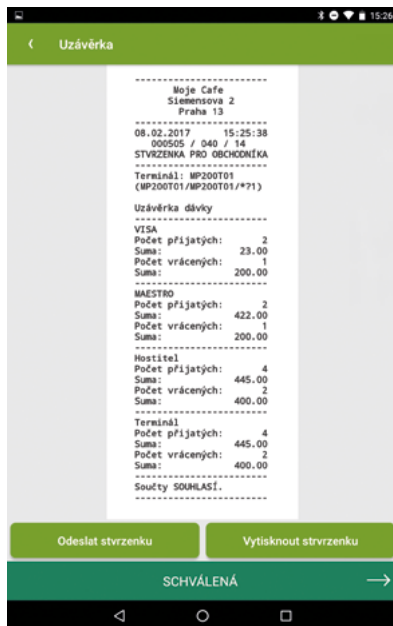 15:26
Uzávěrka
Moje Cafe
Siemensova 2
Praha 13
08.02.2017 15:25:38
000505 / 040 / 14
STVRZENKA PRO OBCHODNÍKA
Terminál: MP200T01
(MP200T01/MP200T01/*?1)
Uzávěrka dávky
VISA
Počet přijatých: 2
Suma: 23.00
Počet vrácených: 1
Suma: 200.00
MAESTRO
Počet přijatých: 2
Suma: 422.00
Počet vrácených: 1
Suma: 200.00
Hostitel
Počet přijatých: 4
Suma: 445.00
Počet vrácených: 2
Suma: 400.00
Terminál
Počet přijatých: 4
Suma: 445.00
Počet vrácených: 2
Suma: 400.00
Součty SOUHLASÍ.
Odeslat stvrzenku Vytisknout strvrzenku
SCHVÁLENÁ